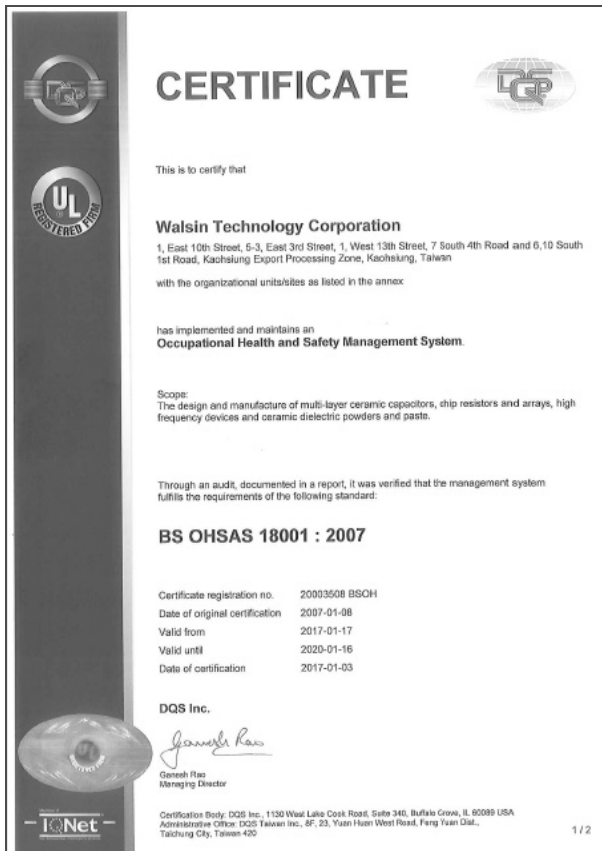 DQS
CERTIFICATE
DQS
UL
REGISTERED FIRM
This is to certify that
Walsin Technology Corporation
1, East 10th Street, 5-3, East 3rd Street, 1, West 13th Street, 7 South 4th Road and 6,10 South
1st Road, Kaohsiung Export Processing Zone, Kaohsiung, Taiwan
with the organizational units/sites as listed in the annex
has implemented and maintains an
Occupational Health and Safety Management System.
Scope:
The design and manufacture of multi-layer ceramic capacitors, chip resistors and arrays, high
frequency devices and ceramic dielectric powders and paste.
Through an audit, documented in a report, it was verified that the management system
fulfills the requirements of the following standard:
BS OHSAS 18001 : 2007
Certificate registration no. 20003508 BSOH
Date of original certification 2007-01-08
Valid from 2017-01-17
Valid until 2020-01-16
Date of certification 2017-01-03
DQS Inc.
Ganesh Rao
Ganesh Rao
Managing Director
UL
IQNet
Certification Body: DQS Inc., 1130 West Lake Cook Road, Suite 340, Buffalo Grove, IL 60089 USA
Administrative Office: DQS Taiwan Inc., 8F, 23, Yuan Huan West Road, Feng Yuan Dist.,
Taichung City, Taiwan 420
1 / 2